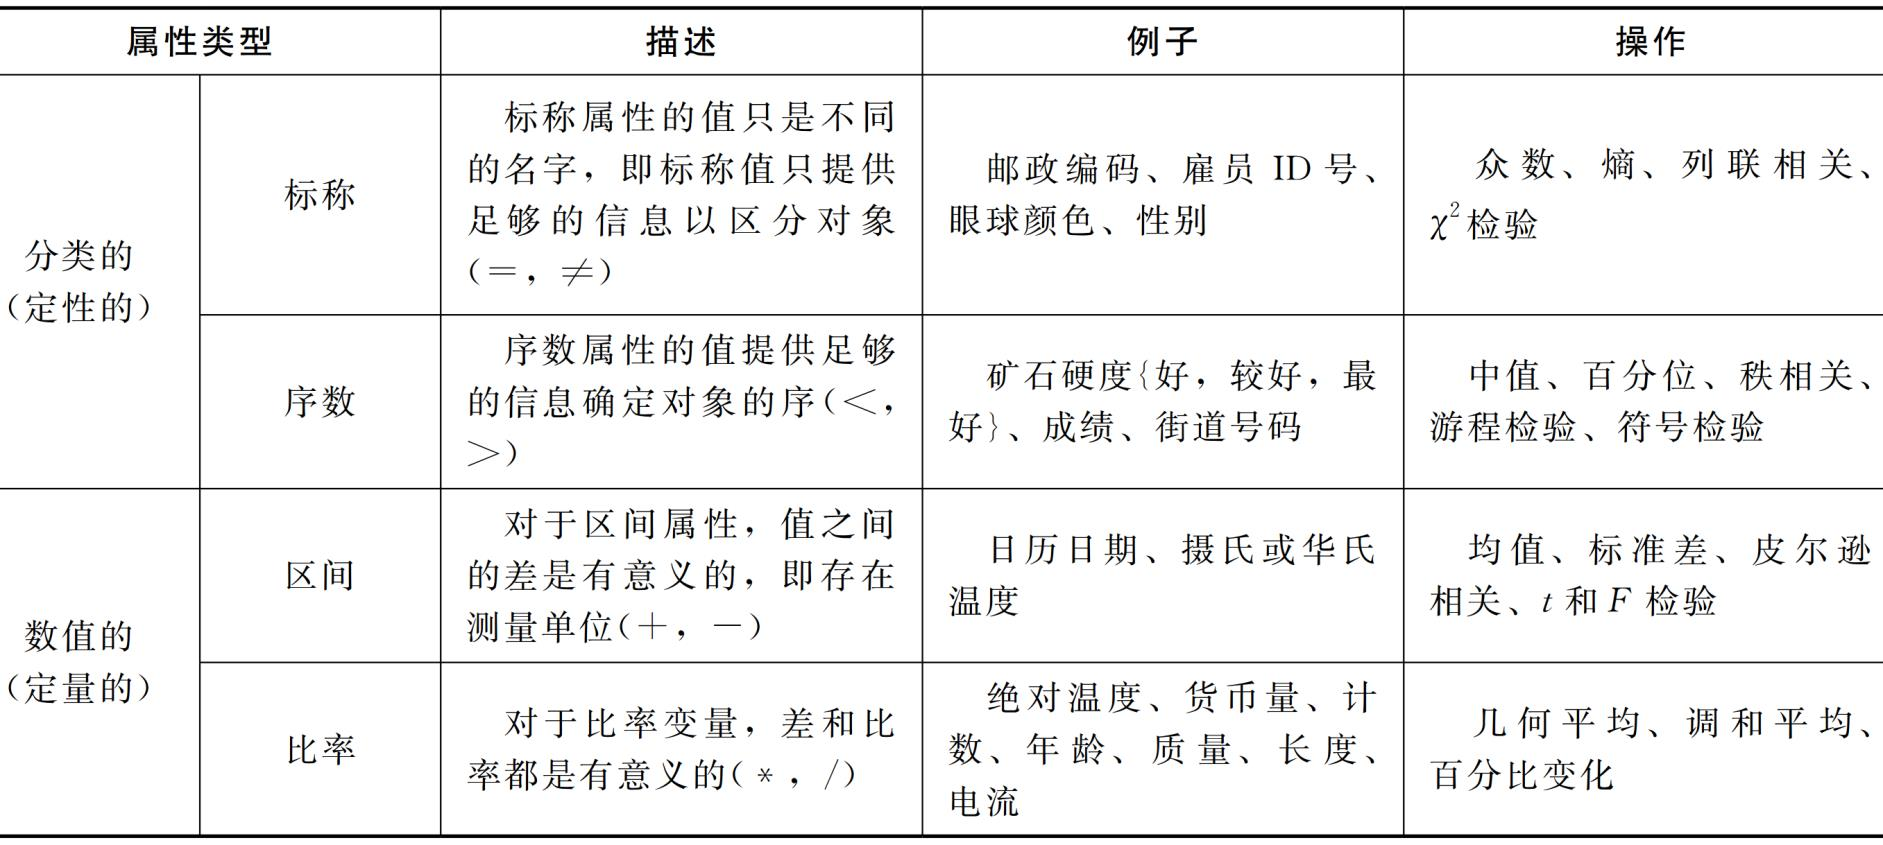 属性类型
描述
例子
操作
分类的
（定性的）
标称
标称属性的值只是不同
的名字，即标称值只提供
足够的信息以区分对象
（＝，≠）
邮政编码、雇员 ID 号、
眼球颜色、性别
众数、熵、列联相关、
χ²检验
序数
序数属性的值提供足够
的信息确定对象的序（＜，
＞）
矿石硬度{好，较好，最
好}、成绩、街道号码
中值、百分位、秩相关、
游程检验、符号检验
数值的
（定量的）
区间
对于区间属性，值之间
的差是有意义的，即存在
测量单位（＋，－）
日历日期、摄氏或华氏
温度
均值、标准差、皮尔逊
相关、t 和 F 检验
比率
对于比率变量，差和比
率都是有意义的（*，/）
绝对温度、货币量、计
数、年龄、质量、长度、
电流
几何平均、调和平均、
百分比变化